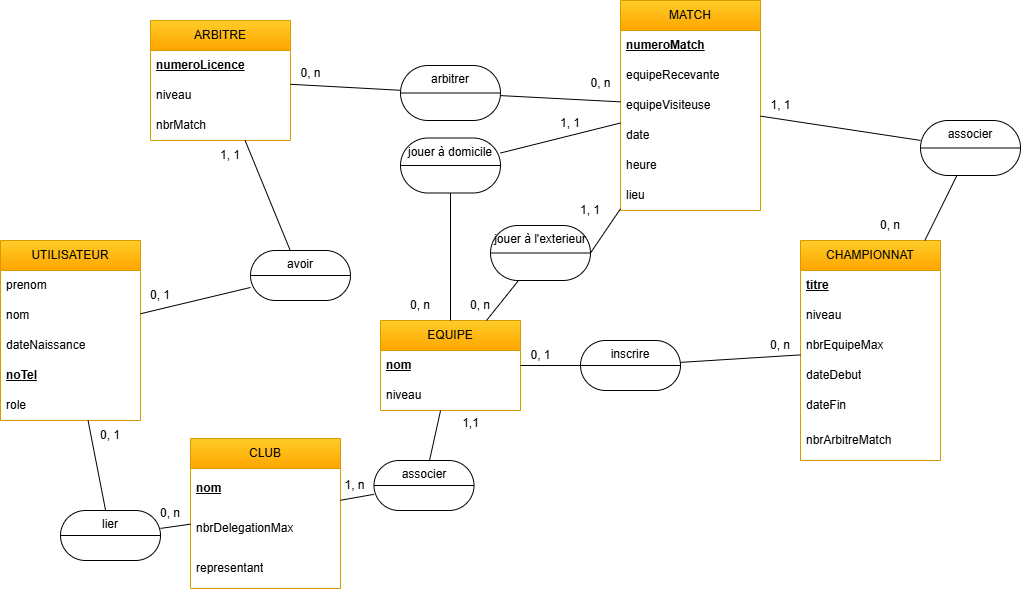 MATCH
numeroMatch
equipeRecevante
equipeVisiteuse
date
heure
lieu
ARBITRE
numeroLicence
niveau
nbrMatch
0, n
arbitrer
0, n
1, 1
associer
0, n
1, 1
jouer à domicile
1, 1
jouer à l'exterieur
1, 1
avoir
0, 1
UTILISATEUR
prenom
nom
dateNaissance
noTel
role
0, n
0, n
EQUIPE
nom
niveau
0, 1
inscrire
0, n
CHAMPIONNAT
titre
niveau
nbrEquipeMax
dateDebut
dateFin
nbrArbitreMatch
1,1
associer
1, n
CLUB
nom
nbrDelegationMax
representant
0, 1
lier
0, n